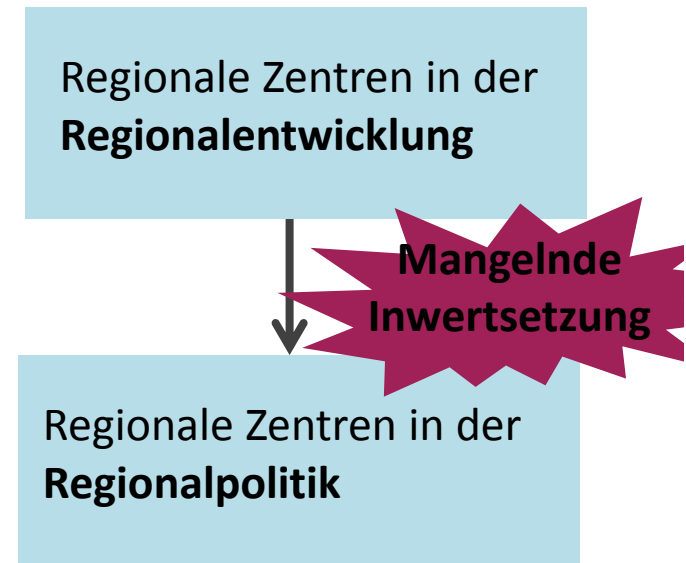 Regionale Zentren in der
Regionalentwicklung
Mangelnde
Inwertsetzung
Regionale Zentren in der
Regionalpolitik